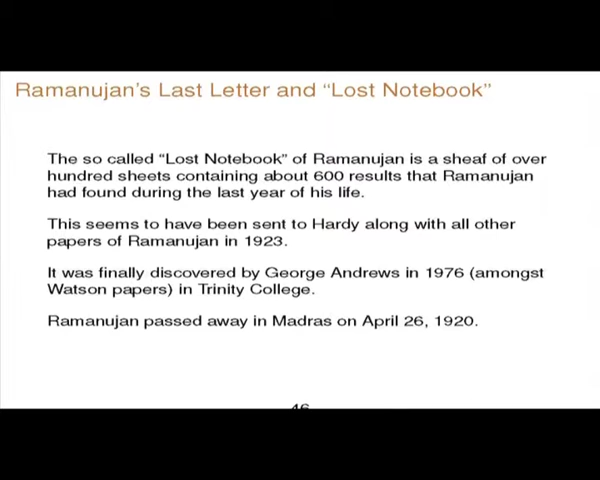 Ramanujan's Last Letter and “Lost Notebook”
The so called “Lost Notebook” of Ramanujan is a sheaf of over
hundred sheets containing about 600 results that Ramanujan
had found during the last year of his life.
This seems to have been sent to Hardy along with all other
papers of Ramanujan in 1923.
It was finally discovered by George Andrews in 1976 (amongst
Watson papers) in Trinity College.
Ramanujan passed away in Madras on April 26, 1920.
46